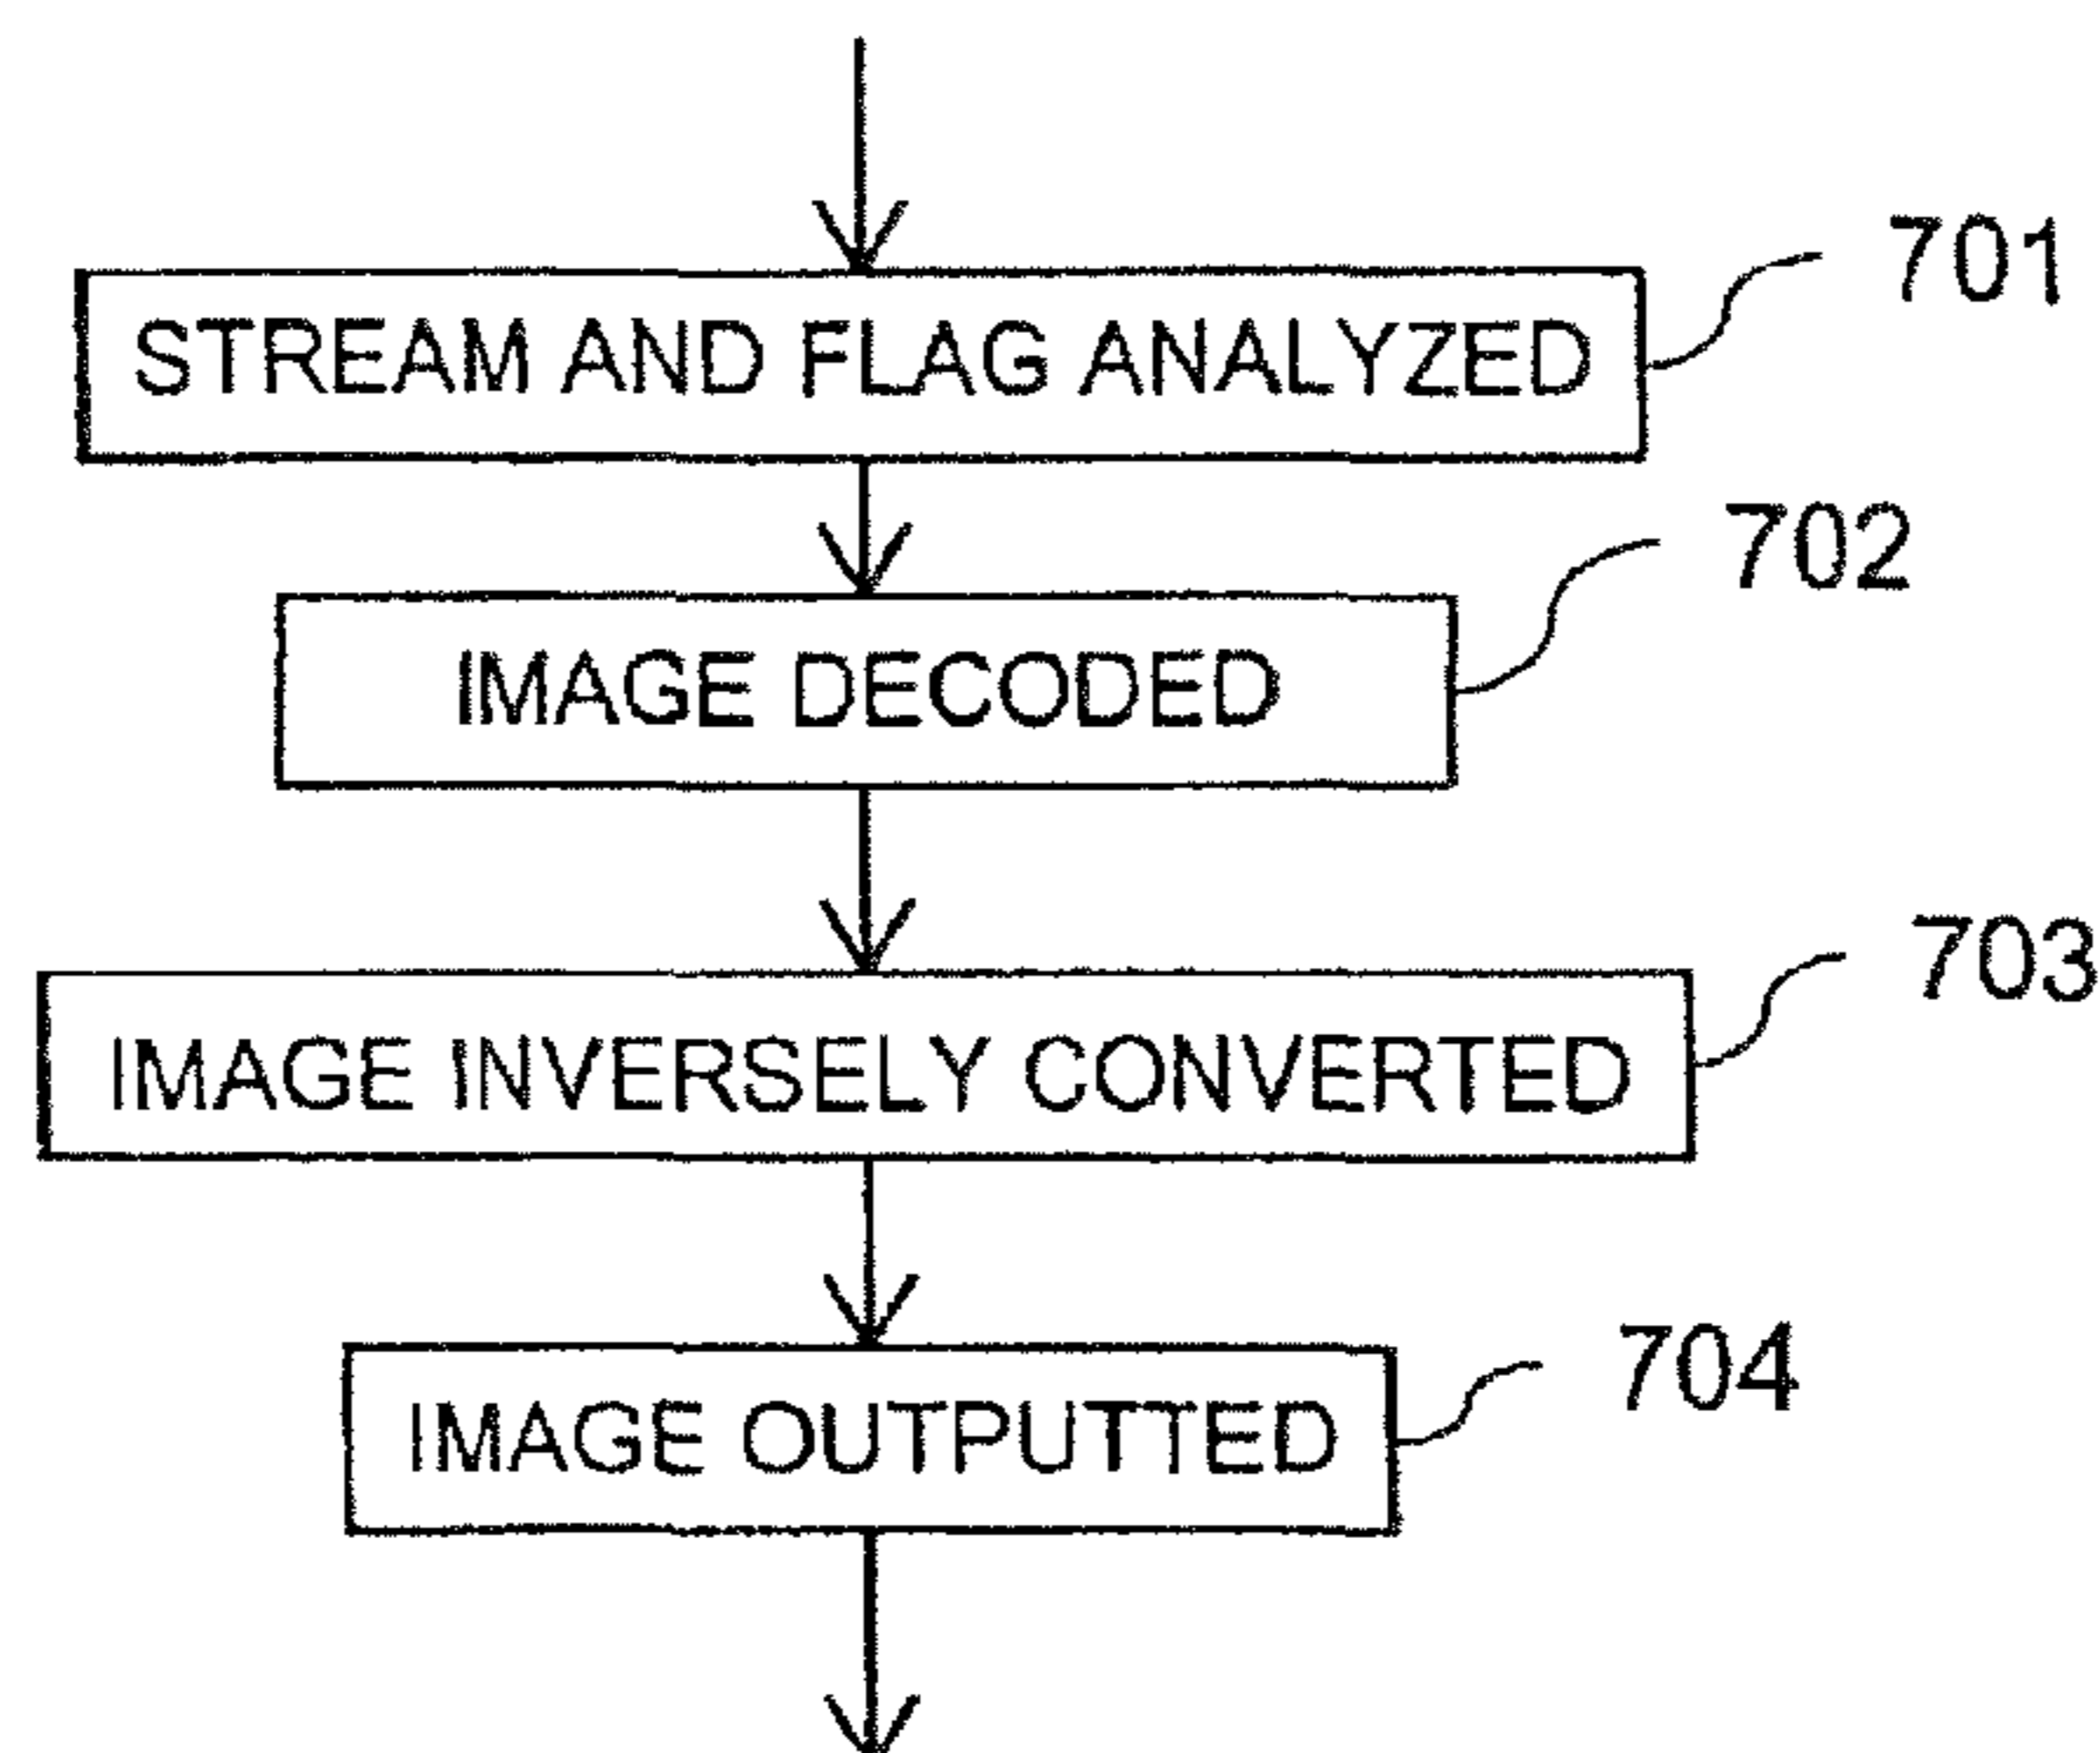 701
STREAM AND FLAG ANALYZED
702
IMAGE DECODED
703
IMAGE INVERSELY CONVERTED
704
IMAGE OUTPUTTED